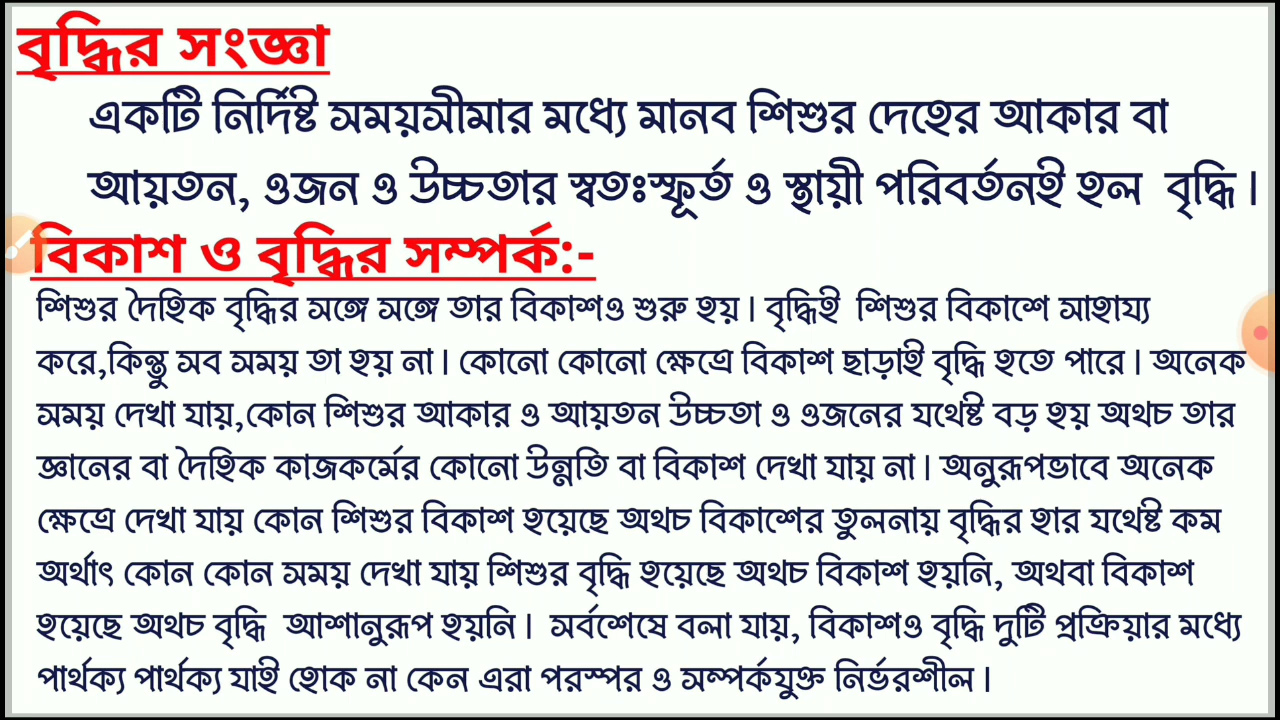 বৃদ্ধির সংজ্ঞা
একটি নির্দিষ্ট সময়সীমার মধ্যে মানব শিশুর দেহের আকার বা
আয়তন, ওজন ও উচ্চতার স্বতঃস্ফূর্ত ও স্থায়ী পরিবর্তনই হল বৃদ্ধি।
বিকাশ ও বৃদ্ধির সম্পর্ক:-
শিশুর দৈহিক বৃদ্ধির সঙ্গে সঙ্গে তার বিকাশও শুরু হয়। বৃদ্ধিই শিশুর বিকাশে সাহায্য
করে,কিন্তু সব সময় তা হয় না। কোনো কোনো ক্ষেত্রে বিকাশ ছাড়াই বৃদ্ধি হতে পারে। অনেক
সময় দেখা যায়,কোন শিশুর আকার ও আয়তন উচ্চতা ও ওজনের যথেষ্ট বড় হয় অথচ তার
জ্ঞানের বা দৈহিক কাজকর্মের কোনো উন্নতি বা বিকাশ দেখা যায় না। অনুরূপভাবে অনেক
ক্ষেত্রে দেখা যায় কোন শিশুর বিকাশ হয়েছে অথচ বিকাশের তুলনায় বৃদ্ধির হার যথেষ্ট কম
অর্থাৎ কোন কোন সময় দেখা যায় শিশুর বৃদ্ধি হয়েছে অথচ বিকাশ হয়নি, অথবা বিকাশ
হয়েছে অথচ বৃদ্ধি আশানুরূপ হয়নি। সর্বশেষে বলা যায়, বিকাশও বৃদ্ধি দুটি প্রক্রিয়ার মধ্যে
পার্থক্য পার্থক্য যাই হোক না কেন এরা পরস্পর ও সম্পর্কযুক্ত নির্ভরশীল।